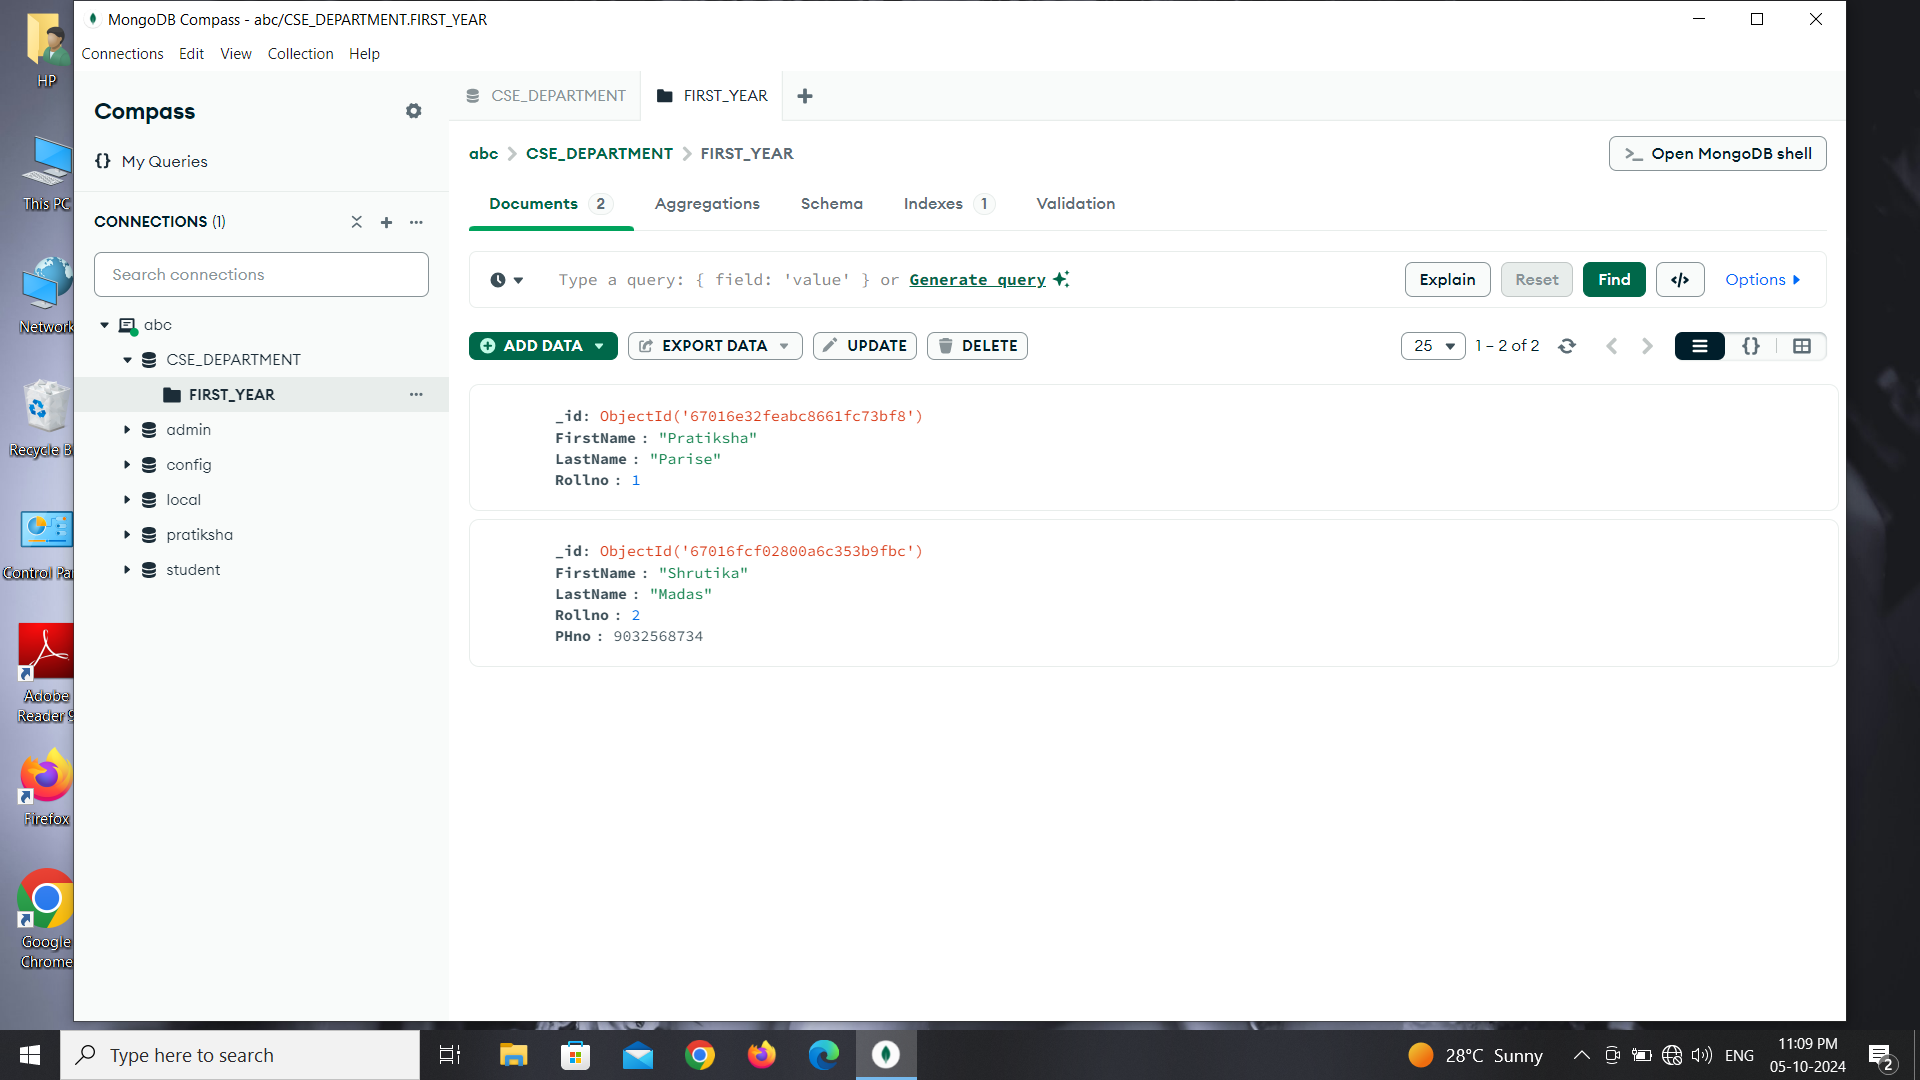 MongoDB Compass - abc/CSE_DEPARTMENT.FIRST_YEAR
Connections Edit View Collection Help
Compass
{} My Queries
CONNECTIONS (1)
Search connections
abc
CSE_DEPARTMENT
FIRST_YEAR
admin
config
local
pratiksha
student
CSE_DEPARTMENT FIRST_YEAR
abc > CSE_DEPARTMENT > FIRST_YEAR
>_ Open MongoDB shell
Documents 2 Aggregations Schema Indexes 1 Validation
Type a query: { field: 'value' } or Generate query
Explain Reset Find </> Options
ADD DATA EXPORT DATA UPDATE DELETE
25 1 – 2 of 2 {}
_id: ObjectId('67016e32feabc8661fc73bf8')
FirstName : "Pratiksha"
LastName : "Parise"
Rollno : 1
_id: ObjectId('67016fcf02800a6c353b9fbc')
FirstName : "Shrutika"
LastName : "Madas"
Rollno : 2
PHno : 9032568734
HP
This PC
Network
Recycle B
Control Pa
Adobe
Reader 9
Firefox
Google
Chrome
Type here to search
28°C Sunny
ENG
11:09 PM
05-10-2024
2